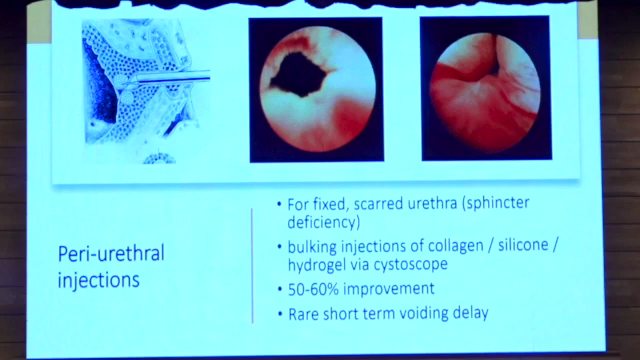 Peri-urethral
injections
• For fixed, scarred urethra (sphincter
deficiency)
• bulking injections of collagen / silicone /
hydrogel via cystoscope
• 50-60% improvement
• Rare short term voiding delay